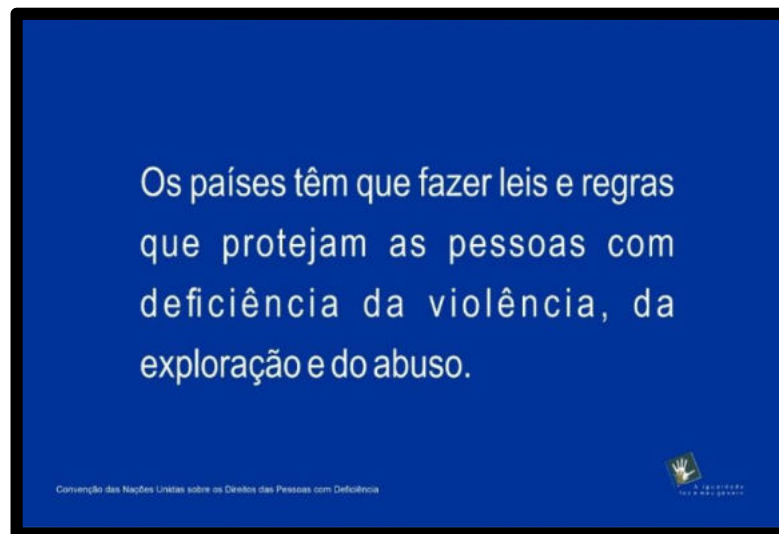 Os países têm que fazer leis e regras
que protejam as pessoas com
deficiência da violência, da
exploração e do abuso.
Convenção das Nações Unidas sobre os Direitos das Pessoas com Deficiência
A igualdade